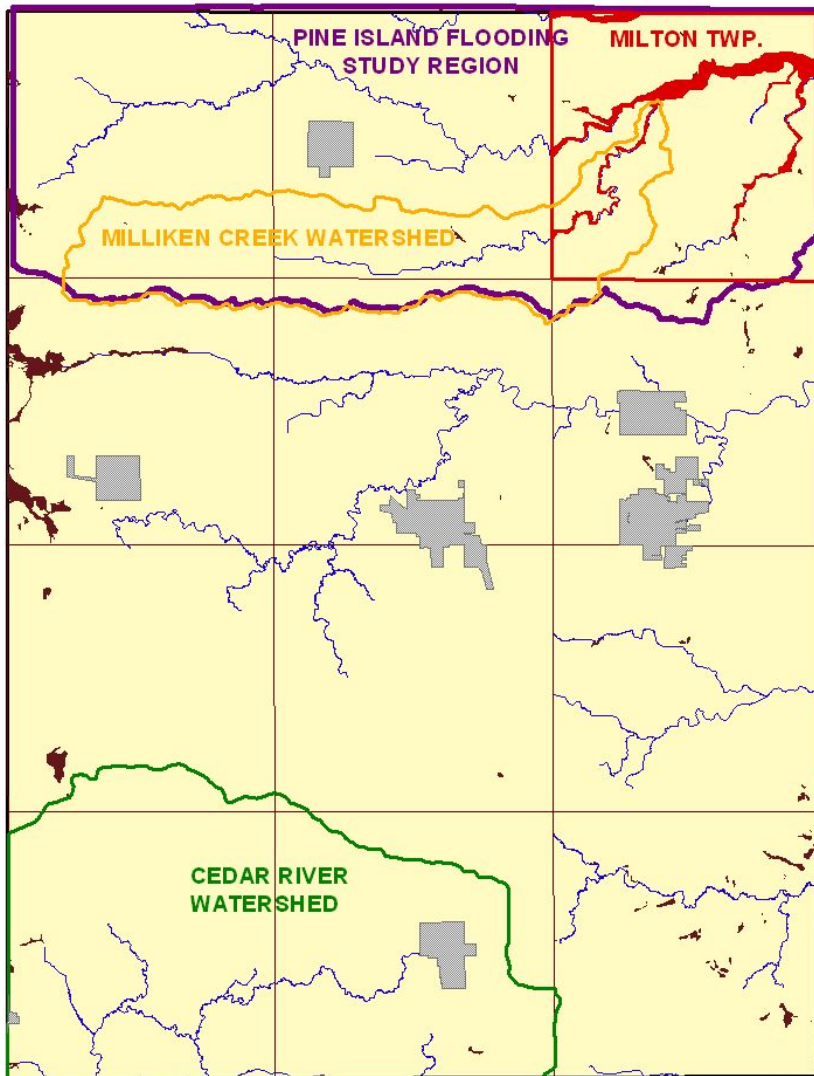 PINE ISLAND FLOODING
STUDY REGION
MILTON TWP.
MILLIKEN CREEK WATERSHED
CEDAR RIVER
WATERSHED